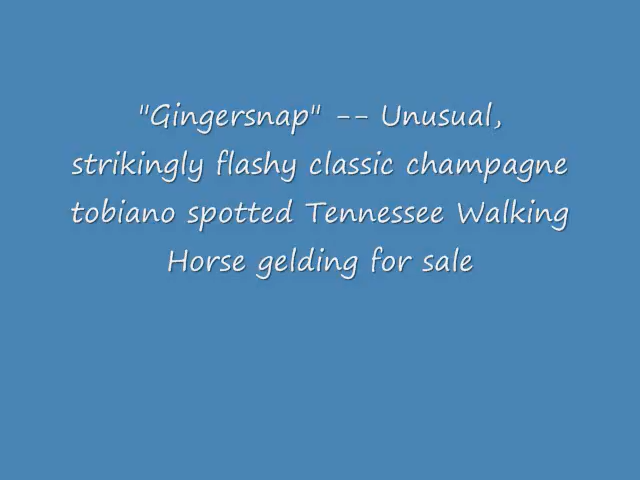 "Gingersnap" -- Unusual,
strikingly flashy classic champagne
tobiano spotted Tennessee Walking
Horse gelding for sale